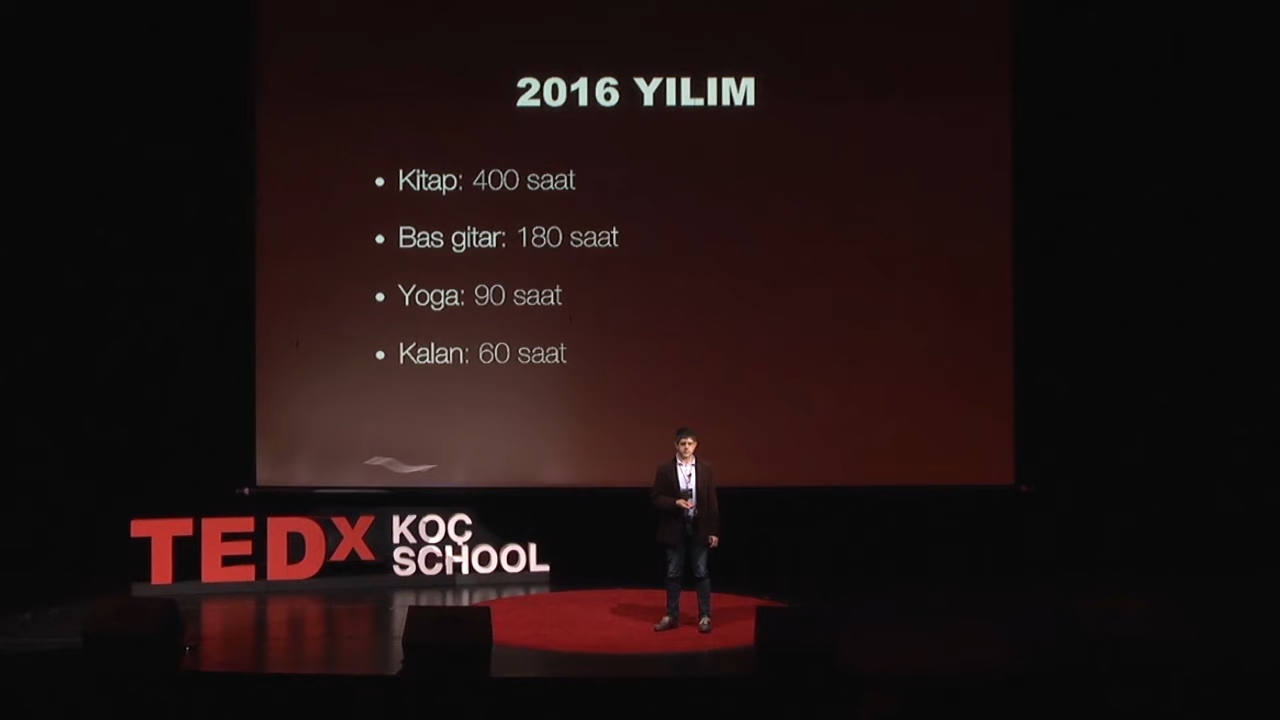 2016 YILIM
• Kitap: 400 saat
• Bas gitar: 180 saat
• Yoga: 90 saat
• Kalan: 60 saat
TEDX KOÇ
SCHOOL